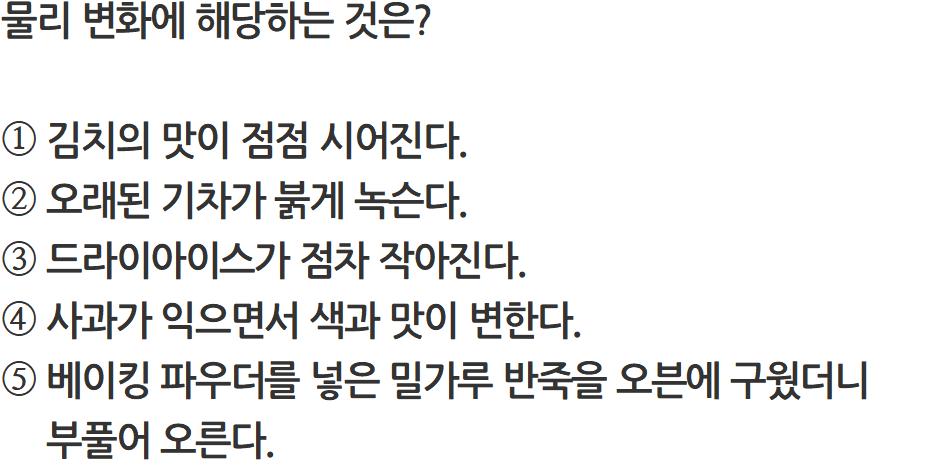 물리 변화에 해당하는 것은?
① 김치의 맛이 점점 시어진다.
② 오래된 기차가 붉게 녹슨다.
③ 드라이아이스가 점차 작아진다.
④ 사과가 익으면서 색과 맛이 변한다.
⑤ 베이킹 파우더를 넣은 밀가루 반죽을 오븐에 구웠더니
부풀어 오른다.